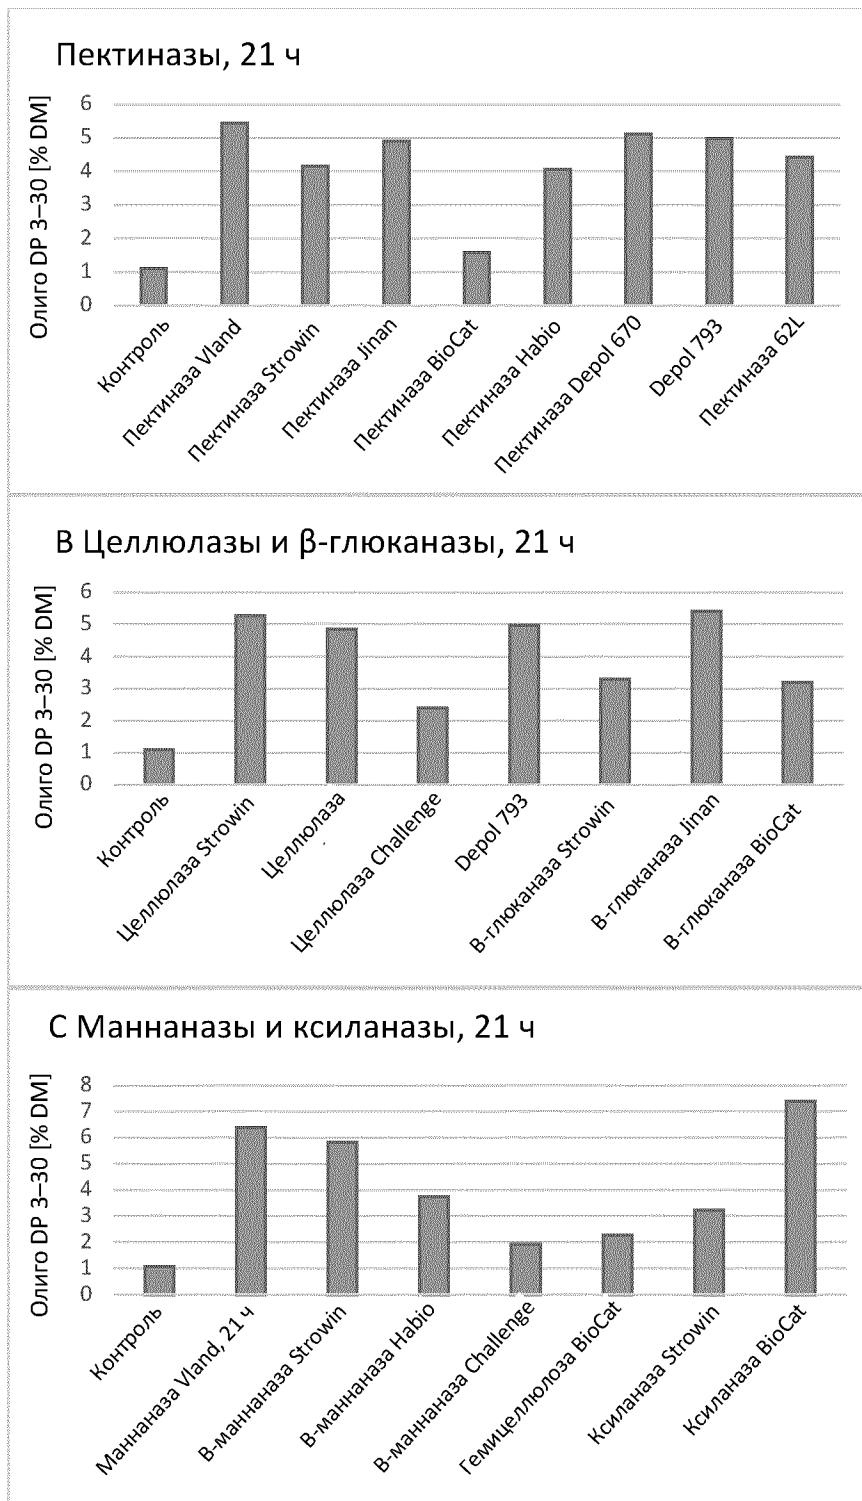 Пектиназы, 21 ч
Олиго DP 3–30 [% DM]
6
5
4
3
2
1
0
Контроль
Пектиназа Vland
Пектиназа Strowin
Пектиназа Jinan
Пектиназа BioCat
Пектиназа Habio
Пектиназа Depol 670
Depol 793
Пектиназа 62L
В Целлюлазы и β-глюканазы, 21 ч
Олиго DP 3–30 [% DM]
6
5
4
3
2
1
0
Контроль
Целлюлаза Strowin
Целлюлаза
Целлюлаза Challenge
Depol 793
В-глюканаза Strowin
В-глюканаза Jinan
В-глюканаза BioCat
С Маннаназы и ксиланазы, 21 ч
Олиго DP 3–30 [% DM]
8
7
6
5
4
3
2
1
0
Контроль
Маннаназа Vland, 21 ч
В-маннаназа Strowin
В-маннаназа Habio
В-маннаназа Challenge
Гемицеллюлоза BioCat
Ксиланаза Strowin
Ксиланаза BioCat